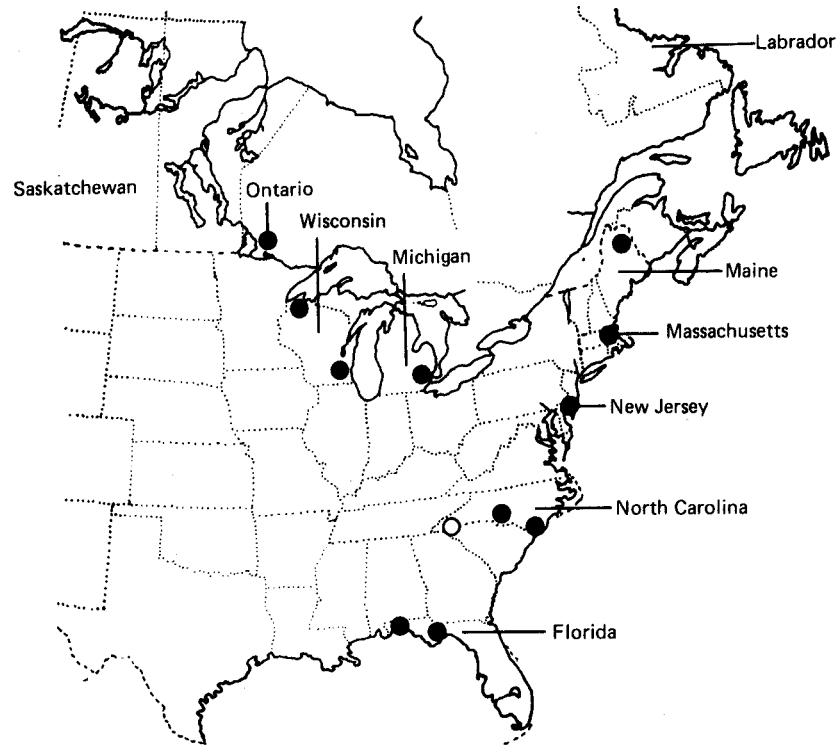 Labrador
Saskatchewan
Ontario
Wisconsin
Michigan
Maine
Massachusetts
New Jersey
North Carolina
Florida